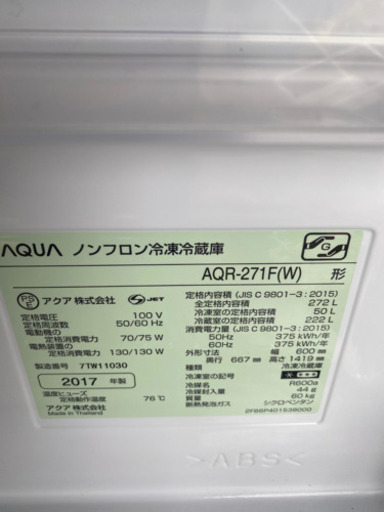 AQUA ノンフロン冷凍冷蔵庫
AQR-271F(W) 形
PSE アクア 株式会社 JET
定格電圧 100 V
定格周波数 50/60 Hz
電動機の
定格消費電力 70/75 W
電熱装置の
定格消費電力 130/130 W
製造番号 7TW11030
2017 年製
温度ヒューズ
定格動作温度 76℃
アクア 株式会社
Made in Thailand
定格内容積 (JIS C 9801-3 : 2015)
全定格内容積 272 L
冷凍室の定格内容積 50 L
冷蔵室の定格内容積 222 L
消費電力量 (JIS C 9801-3 : 2015)
50Hz 375 kWh/年
60Hz 375 kWh/年
外形寸法 幅 600 mm
奥行 667 mm 高さ 1419 mm
種類 冷凍冷蔵庫
冷凍室の記号
冷媒名称 R600a
冷媒封入量 44 g
質量 60 kg
断熱発泡ガス シクロペンタン
2FB6P401536000
>ABS<